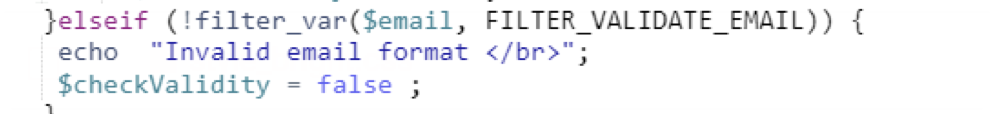 }elseif (!filter_var($email, FILTER_VALIDATE_EMAIL)) {
echo  "Invalid email format </br>";
$checkValidity = false ;
}